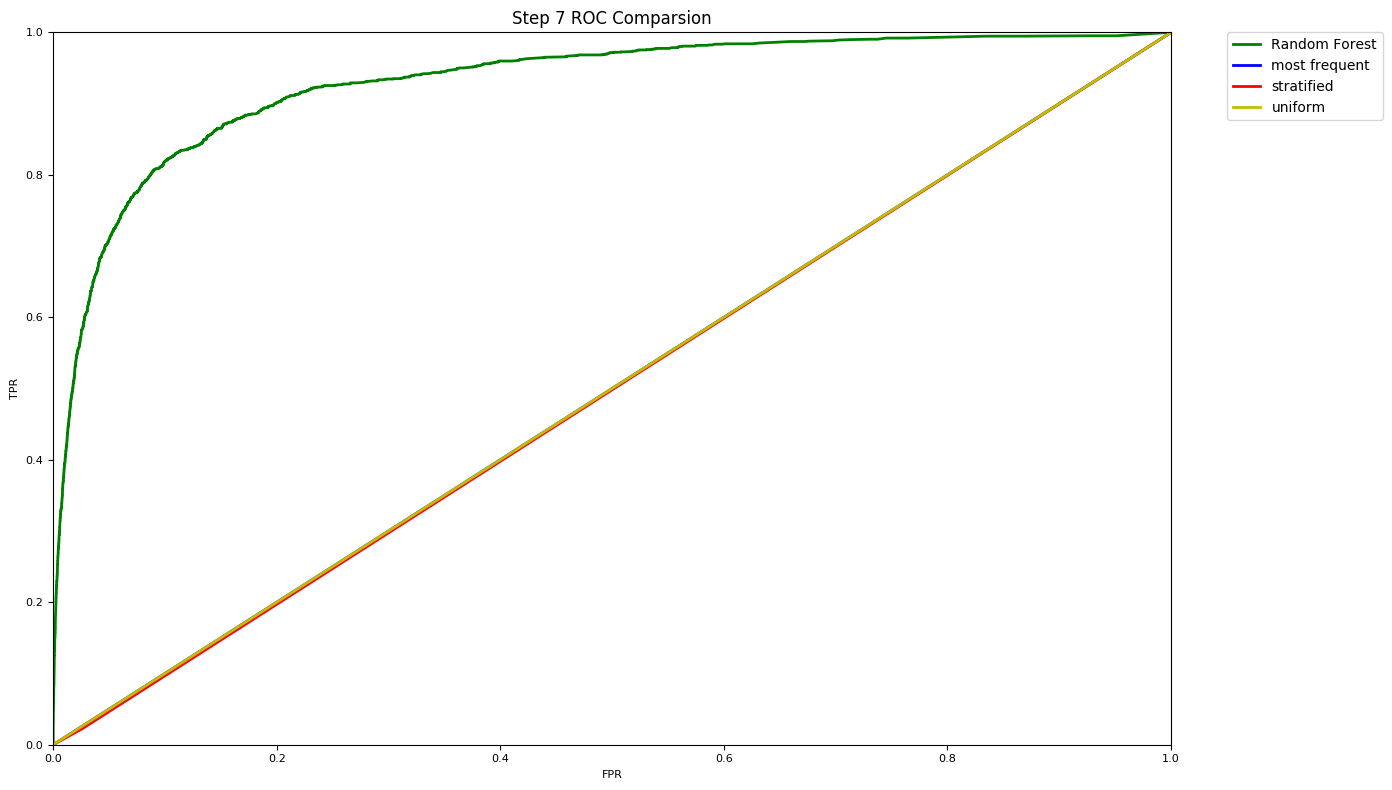 Step 7 ROC Comparsion
Random Forest
most frequent
stratified
uniform
TPR
1.0
0.8
0.6
0.4
0.2
0.0
0.0 0.2 0.4 0.6 0.8 1.0
FPR